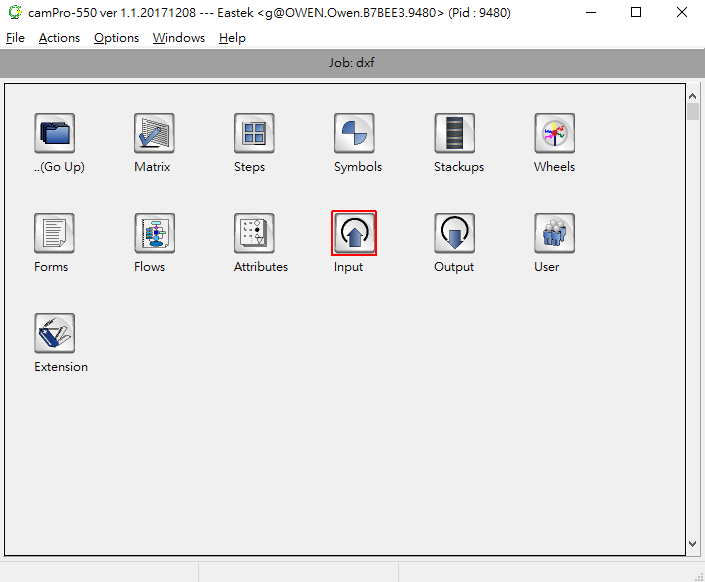 camPro-550 ver 1.1.20171208 --- Eastek <g@OWEN.Owen.B7BEE3.9480> (Pid : 9480)
File Actions Options Windows Help
Job: dxf
..(Go Up) Matrix Steps Symbols Stackups Wheels
Forms Flows Attributes Input Output User
Extension